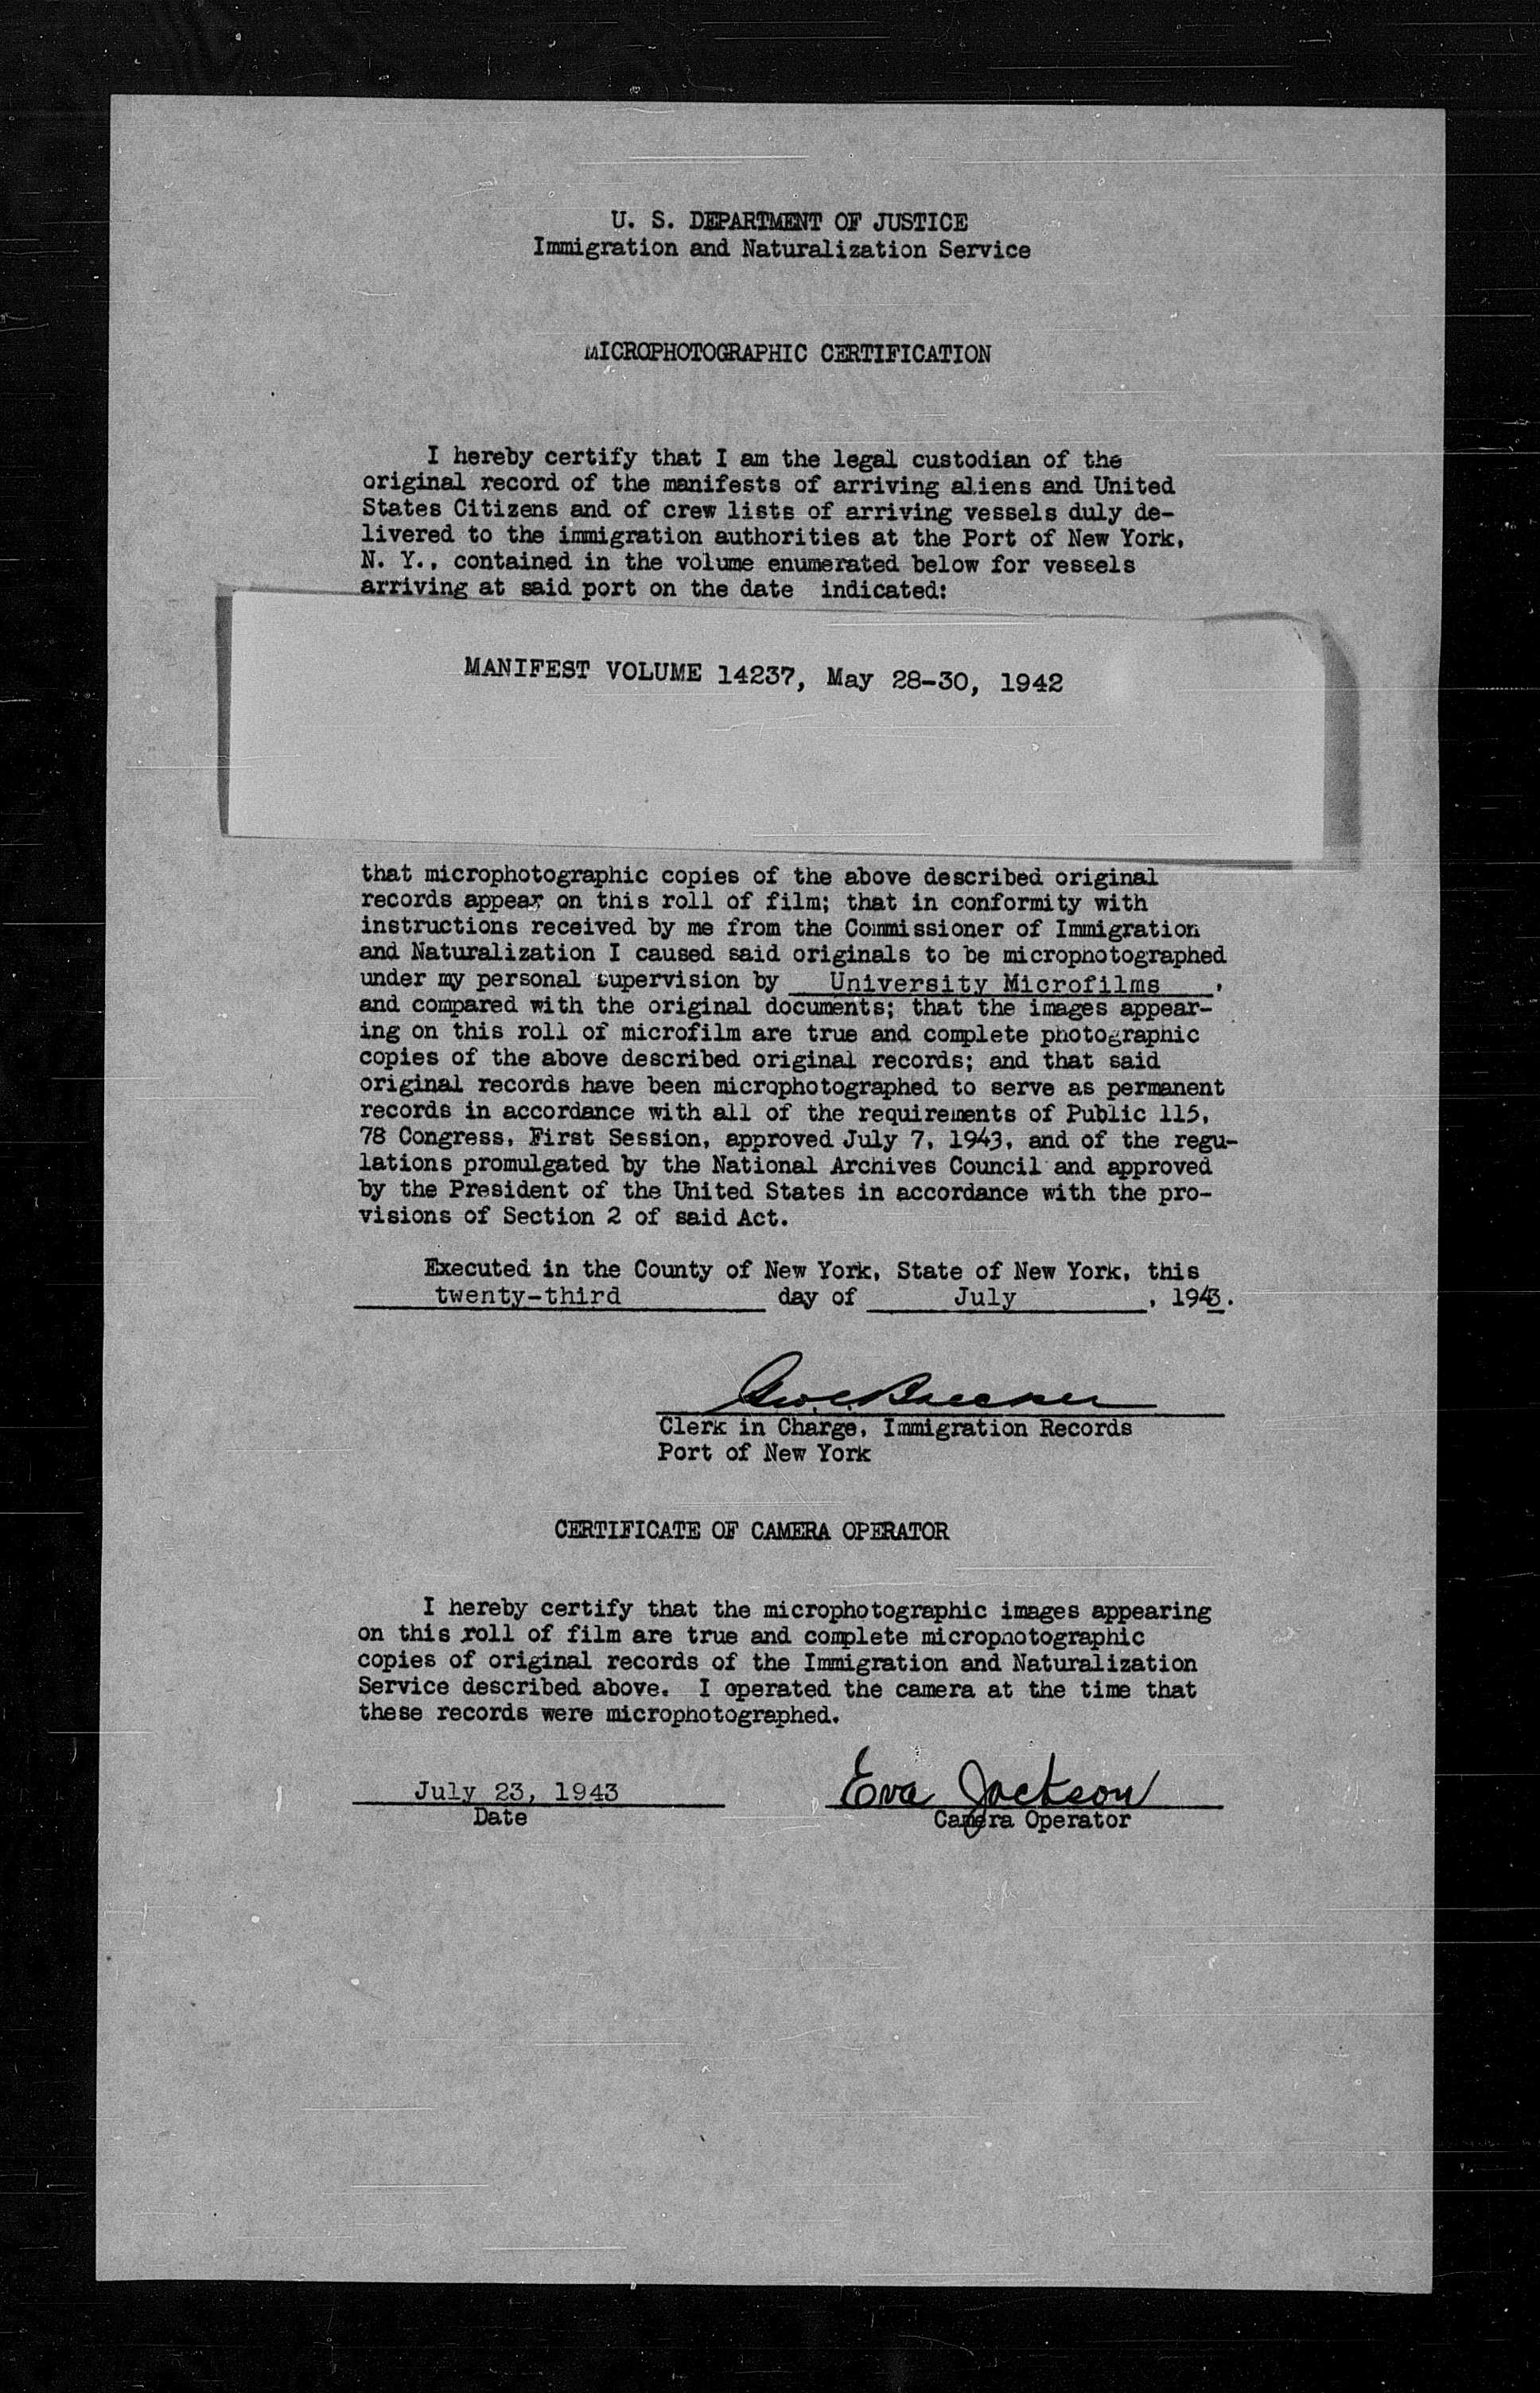 U. S. DEPARTMENT OF JUSTICE
Immigration and Naturalization Service
MICROPHOTOGRAPHIC CERTIFICATION
I hereby certify that I am the legal custodian of the
original record of the manifests of arriving aliens and United
States Citizens and of crew lists of arriving vessels duly de-
livered to the immigration authorities at the Port of New York,
N. Y., contained in the volume enumerated below for vessels
arriving at said port on the date indicated:
MANIFEST VOLUME 14237, May 28-30, 1942
that microphotographic copies of the above described original
records appear on this roll of film; that in conformity with
instructions received by me from the Commissioner of Immigration
and Naturalization I caused said originals to be microphotographed
under my personal supervision by University Microfilms ,
and compared with the original documents; that the images appear-
ing on this roll of microfilm are true and complete photographic
copies of the above described original records; and that said
original records have been microphotographed to serve as permanent
records in accordance with all of the requirements of Public 115,
78 Congress, First Session, approved July 7, 1943, and of the regu-
lations promulgated by the National Archives Council and approved
by the President of the United States in accordance with the pro-
visions of Section 2 of said Act.
Executed in the County of New York, State of New York, this
twenty-third day of July , 1943.
Clerk in Charge, Immigration Records
Port of New York
CERTIFICATE OF CAMERA OPERATOR
I hereby certify that the microphotographic images appearing
on this roll of film are true and complete microphotographic
copies of original records of the Immigration and Naturalization
Service described above. I operated the camera at the time that
these records were microphotographed.
July 23, 1943 Eva Jackson
Date Camera Operator